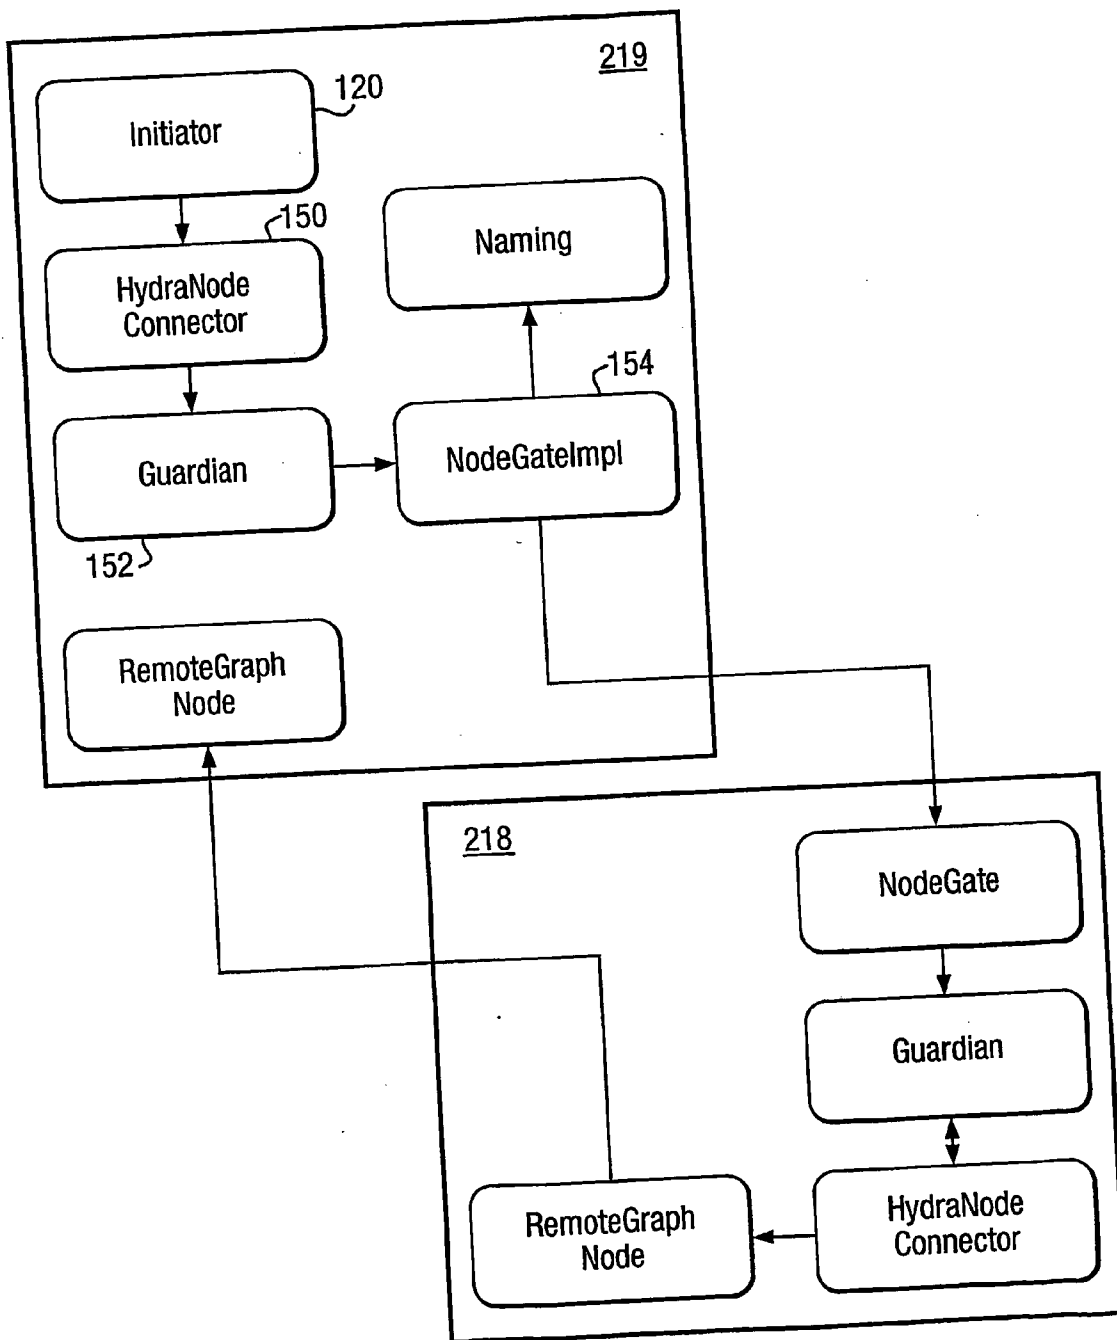 219
120
Initiator
150
HydraNode
Connector
Naming
154
Guardian
NodeGateImpl
152
RemoteGraph
Node
218
NodeGate
Guardian
HydraNode
Connector
RemoteGraph
Node